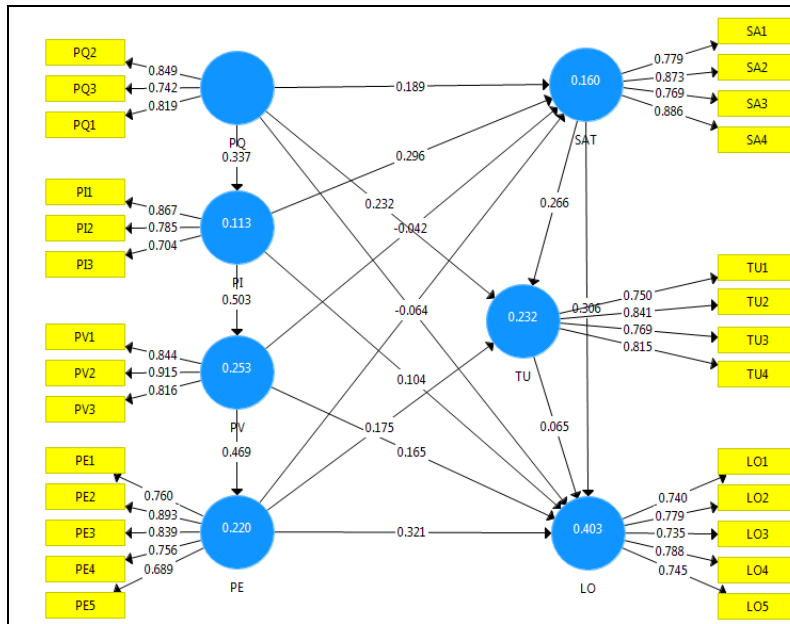 PQ2
PQ3
PQ1
0.849
0.742
0.819
PQ
0.337
0.189
0.160
SAT
0.779
0.873
0.769
0.886
SA1
SA2
SA3
SA4
PI1
PI2
PI3
0.867
0.785
0.704
0.113
PI
0.503
0.296
0.232
-0.042
0.266
PV1
PV2
PV3
0.844
0.915
0.816
0.253
PV
0.469
-0.064
0.306
0.232
TU
0.750
0.841
0.769
0.815
TU1
TU2
TU3
TU4
0.104
0.175
0.165
0.065
PE1
PE2
PE3
PE4
PE5
0.760
0.893
0.839
0.756
0.689
0.220
PE
0.321
0.403
LO
0.740
0.779
0.735
0.788
0.745
LO1
LO2
LO3
LO4
LO5